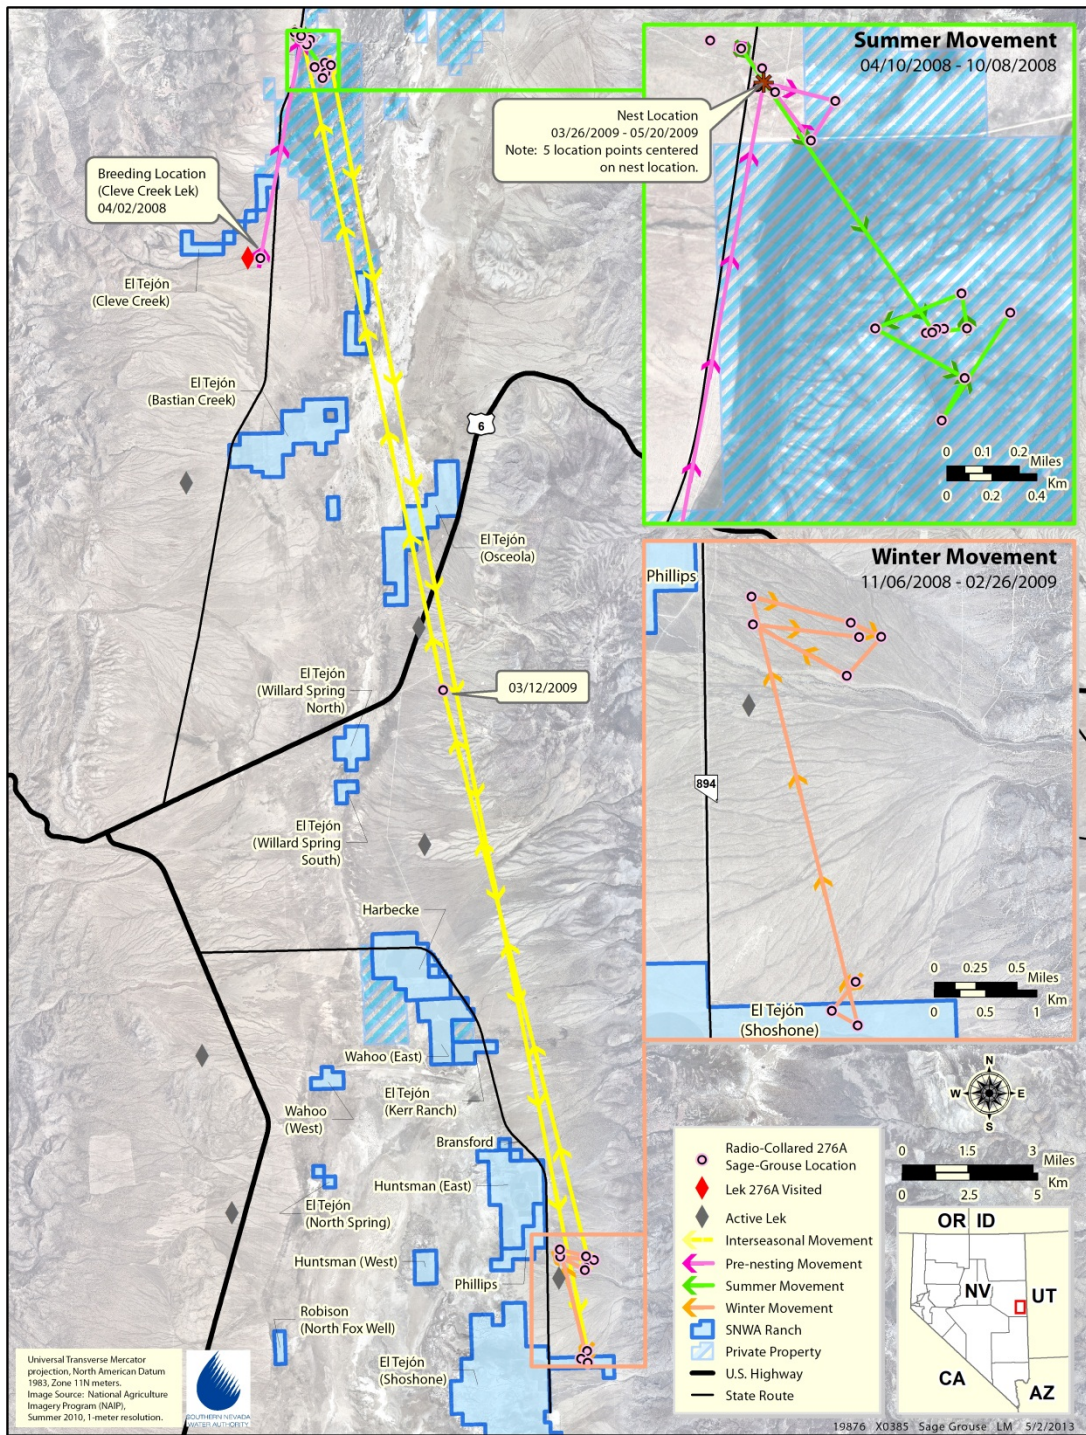 Summer Movement
04/10/2008 - 10/08/2008
Nest Location
03/26/2009 - 05/20/2009
Note: 5 location points centered
on nest location.
0 0.1 0.2
Miles
Km
0 0.2 0.4
Breeding Location
(Cleve Creek Lek)
04/02/2008
El Tejón
(Cleve Creek)
El Tejón
(Bastian Creek)
6
El Tejón
(Osceola)
03/12/2009
El Tejón
(Willard Spring
North)
El Tejón
(Willard Spring
South)
Harbecke
Wahoo (East)
El Tejón
(Kerr Ranch)
Wahoo
(West)
Bransford
Huntsman (East)
El Tejón
(North Spring)
Huntsman (West)
Phillips
Robison
(North Fox Well)
El Tejón
(Shoshone)
Winter Movement
11/06/2008 - 02/26/2009
Phillips
894
El Tejón
(Shoshone)
0 0.25 0.5
Miles
Km
0 0.5 1
N
W E
S
0 1.5 3
Miles
Km
0 2.5 5
Radio-Collared 276A
Sage-Grouse Location
Lek 276A Visited
Active Lek
Interseasonal Movement
Pre-nesting Movement
Summer Movement
Winter Movement
SNWA Ranch
Private Property
U.S. Highway
State Route
OR ID
NV
UT
CA
AZ
Universal Transverse Mercator
projection, North American Datum
1983, Zone 11N meters.
Image Source: National Agriculture
Imagery Program (NAIP),
Summer 2010, 1-meter resolution.
SOUTHERN NEVADA
WATER AUTHORITY
19876 X0385 Sage Grouse LM 5/2/2013